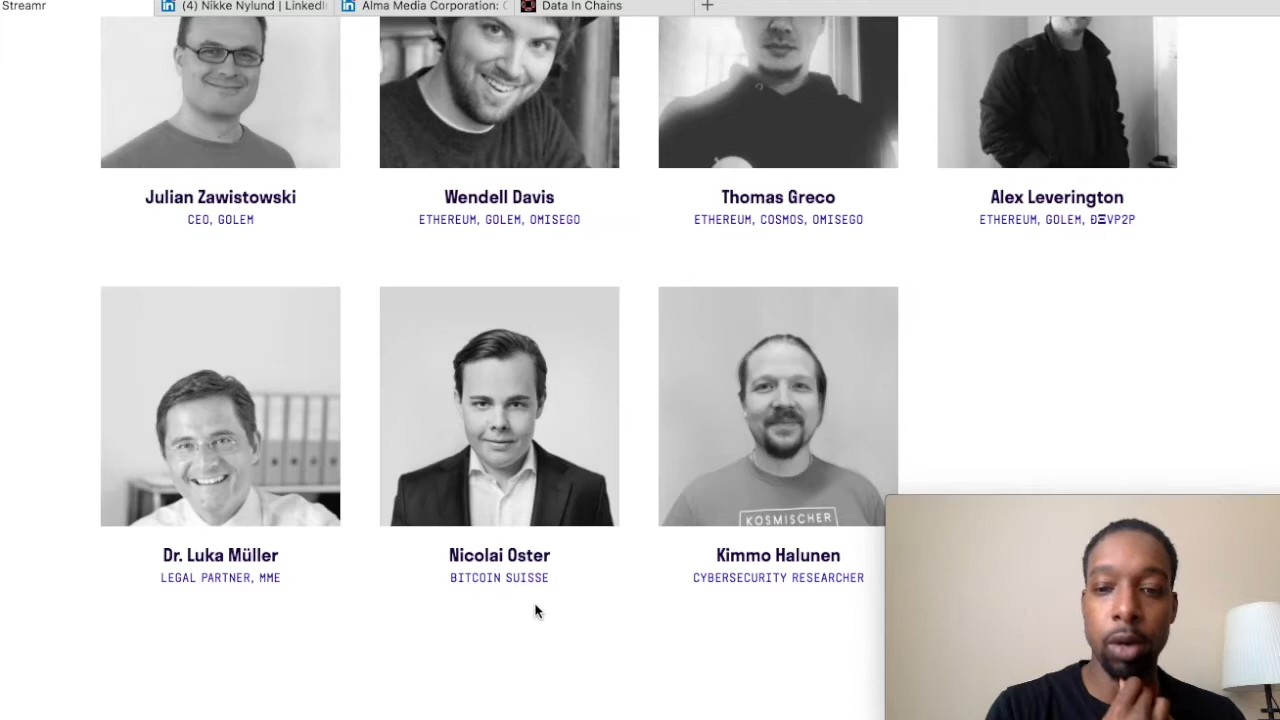 Streamr
(4) Nikke Nylund | LinkedI
Alma Media Corporation: 
Data In Chains
Julian Zawistowski
CEO, GOLEM
Wendell Davis
ETHEREUM, GOLEM, OMISEGO
Thomas Greco
ETHEREUM, COSMOS, OMISEGO
Alex Leverington
ETHEREUM, GOLEM, ÐΞVP2P
KOSMISCHER
Dr. Luka Müller
LEGAL PARTNER, MME
Nicolai Oster
BITCOIN SUISSE
Kimmo Halunen
CYBERSECURITY RESEARCHER